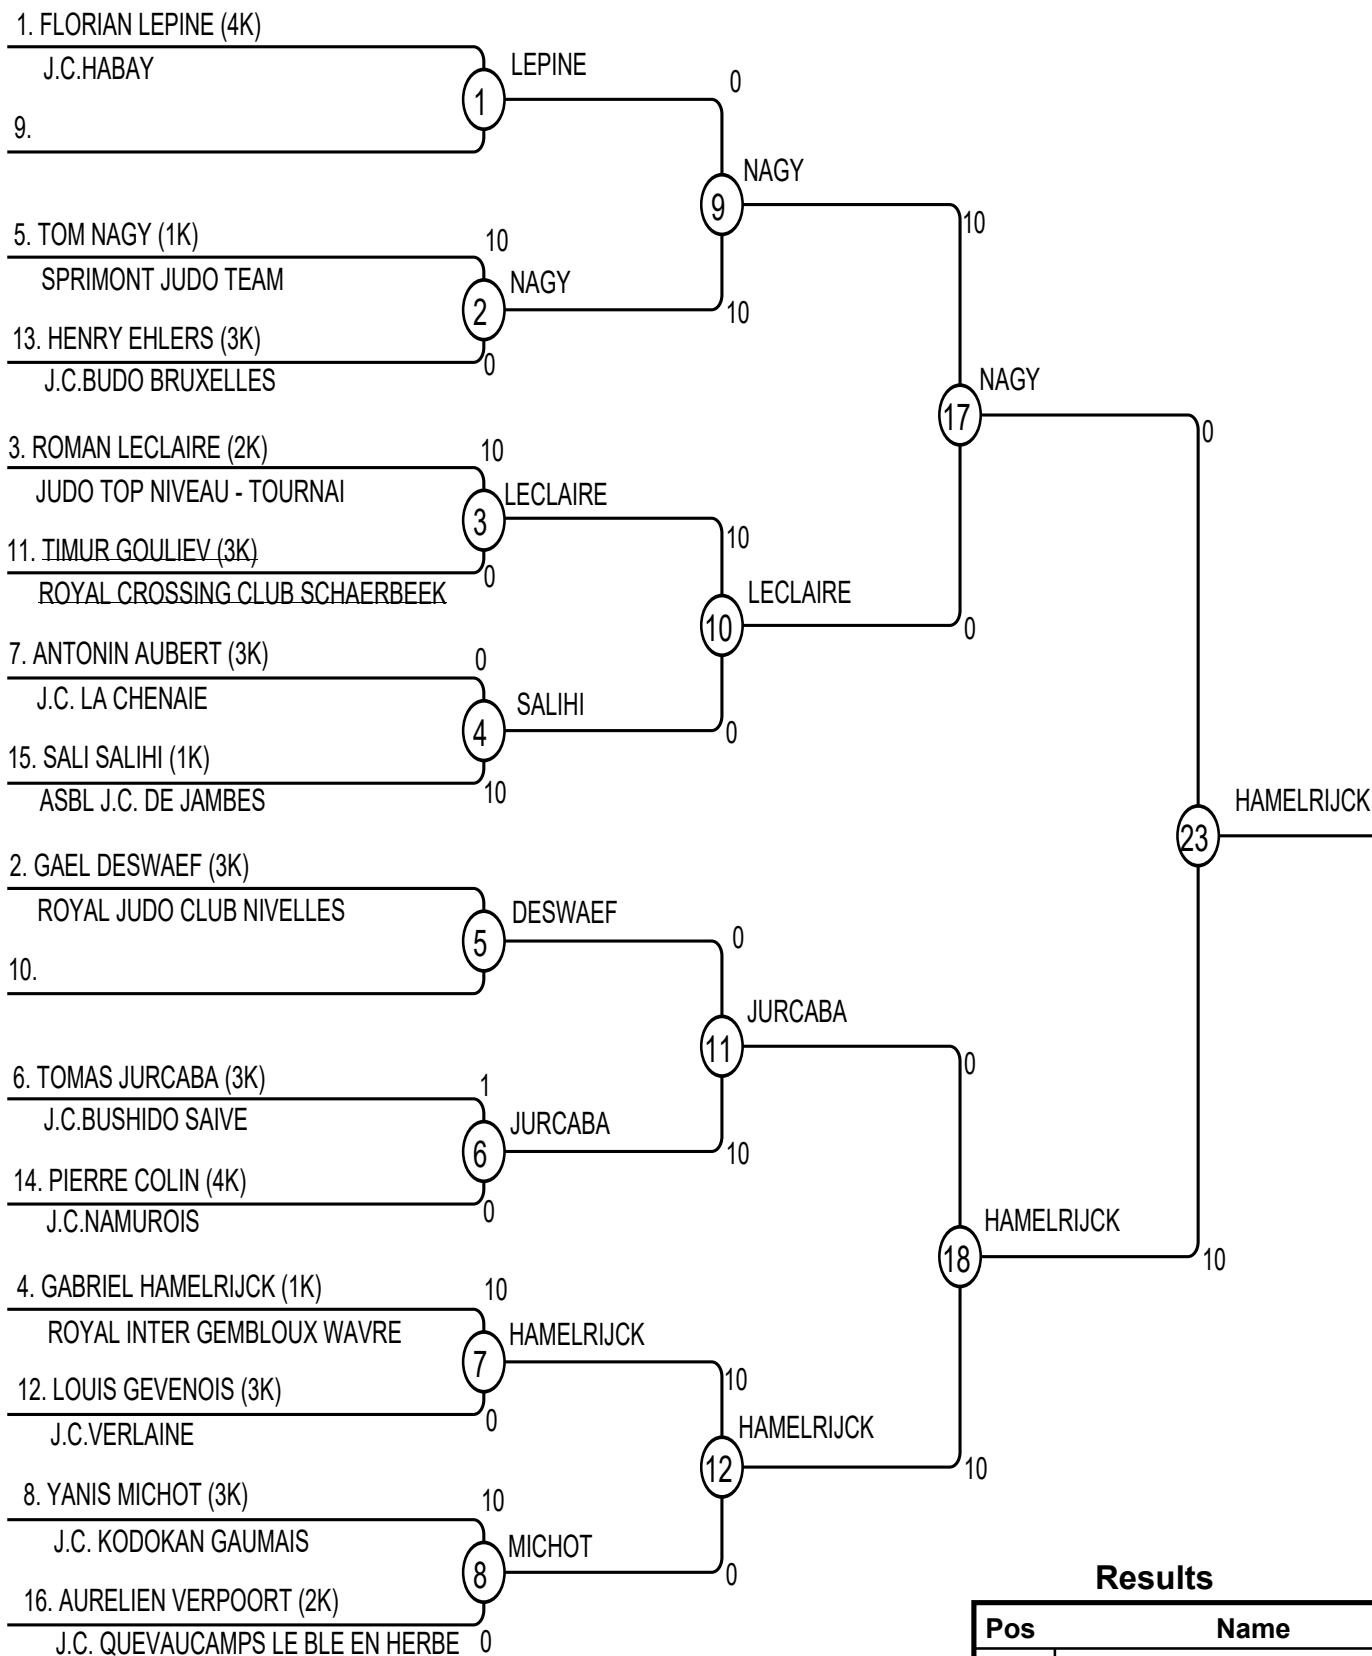 1. FLORIAN LEPINE (4K)
J.C.HABAY
LEPINE
0
1
9.
NAGY
9
5. TOM NAGY (1K)
10
10
SPRIMONT JUDO TEAM
NAGY
2
10
13. HENRY EHLERS (3K)
0
J.C.BUDO BRUXELLES
NAGY
17
0
3. ROMAN LECLAIRE (2K)
10
JUDO TOP NIVEAU - TOURNAI
LECLAIRE
3
10
11. TIMUR GOULIEV (3K)
0
ROYAL CROSSING CLUB SCHAERBEEK
LECLAIRE
10
0
7. ANTONIN AUBERT (3K)
0
J.C. LA CHENAIE
SALIHI
4
0
15. SALI SALIHI (1K)
10
ASBL J.C. DE JAMBES
HAMELRIJCK
23
2. GAEL DESWAEF (3K)
ROYAL JUDO CLUB NIVELLES
DESWAEF
5
0
10.
JURCABA
11
0
6. TOMAS JURCABA (3K)
1
J.C.BUSHIDO SAIVE
JURCABA
6
10
14. PIERRE COLIN (4K)
0
J.C.NAMUROIS
HAMELRIJCK
18
10
4. GABRIEL HAMELRIJCK (1K)
10
ROYAL INTER GEMBLOUX WAVRE
HAMELRIJCK
7
10
12. LOUIS GEVENOIS (3K)
0
J.C.VERLAINE
HAMELRIJCK
12
10
8. YANIS MICHOT (3K)
10
J.C. KODOKAN GAUMAIS
MICHOT
8
0
16. AURELIEN VERPOORT (2K)
J.C. QUEVAUCAMPS LE BLE EN HERBE
0
Results
Pos Name